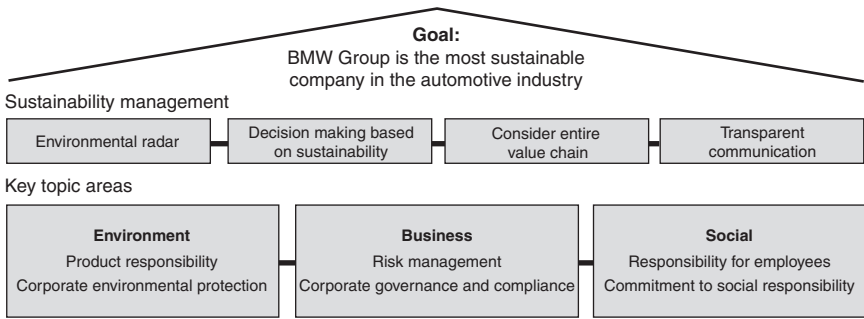 Goal:
BMW Group is the most sustainable
company in the automotive industry
Sustainability management
Environmental radar
Decision making based
on sustainability
Consider entire
value chain
Transparent
communication
Key topic areas
Environment
Product responsibility
Corporate environmental protection
Business
Risk management
Corporate governance and compliance
Social
Responsibility for employees
Commitment to social responsibility